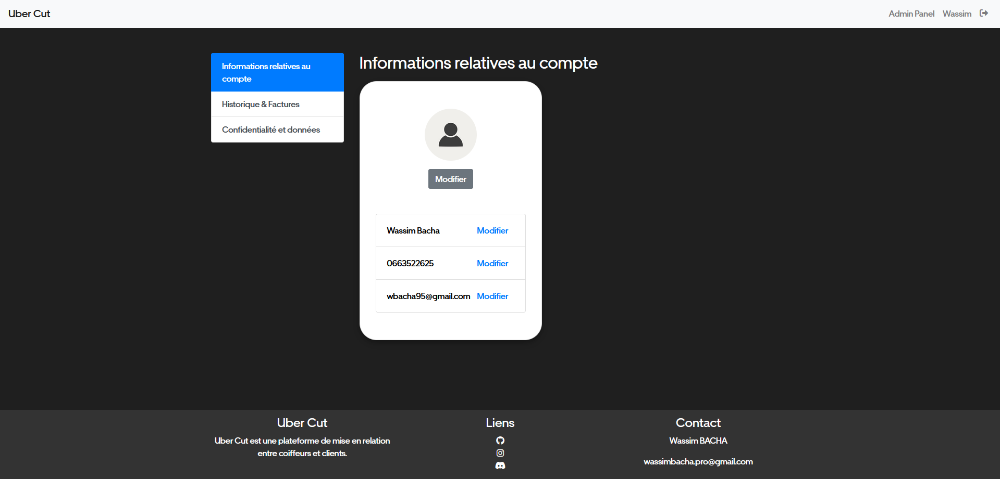 Uber Cut
Admin Panel
Wassim
Informations relatives au
compte
Historique & Factures
Confidentialité et données
Informations relatives au compte
Modifier
Wassim Bacha
Modifier
0663522625
Modifier
wbacha95@gmail.com
Modifier
Uber Cut
Uber Cut est une plateforme de mise en relation
entre coiffeurs et clients.
Liens
Contact
Wassim BACHA
wassimbacha.pro@gmail.com